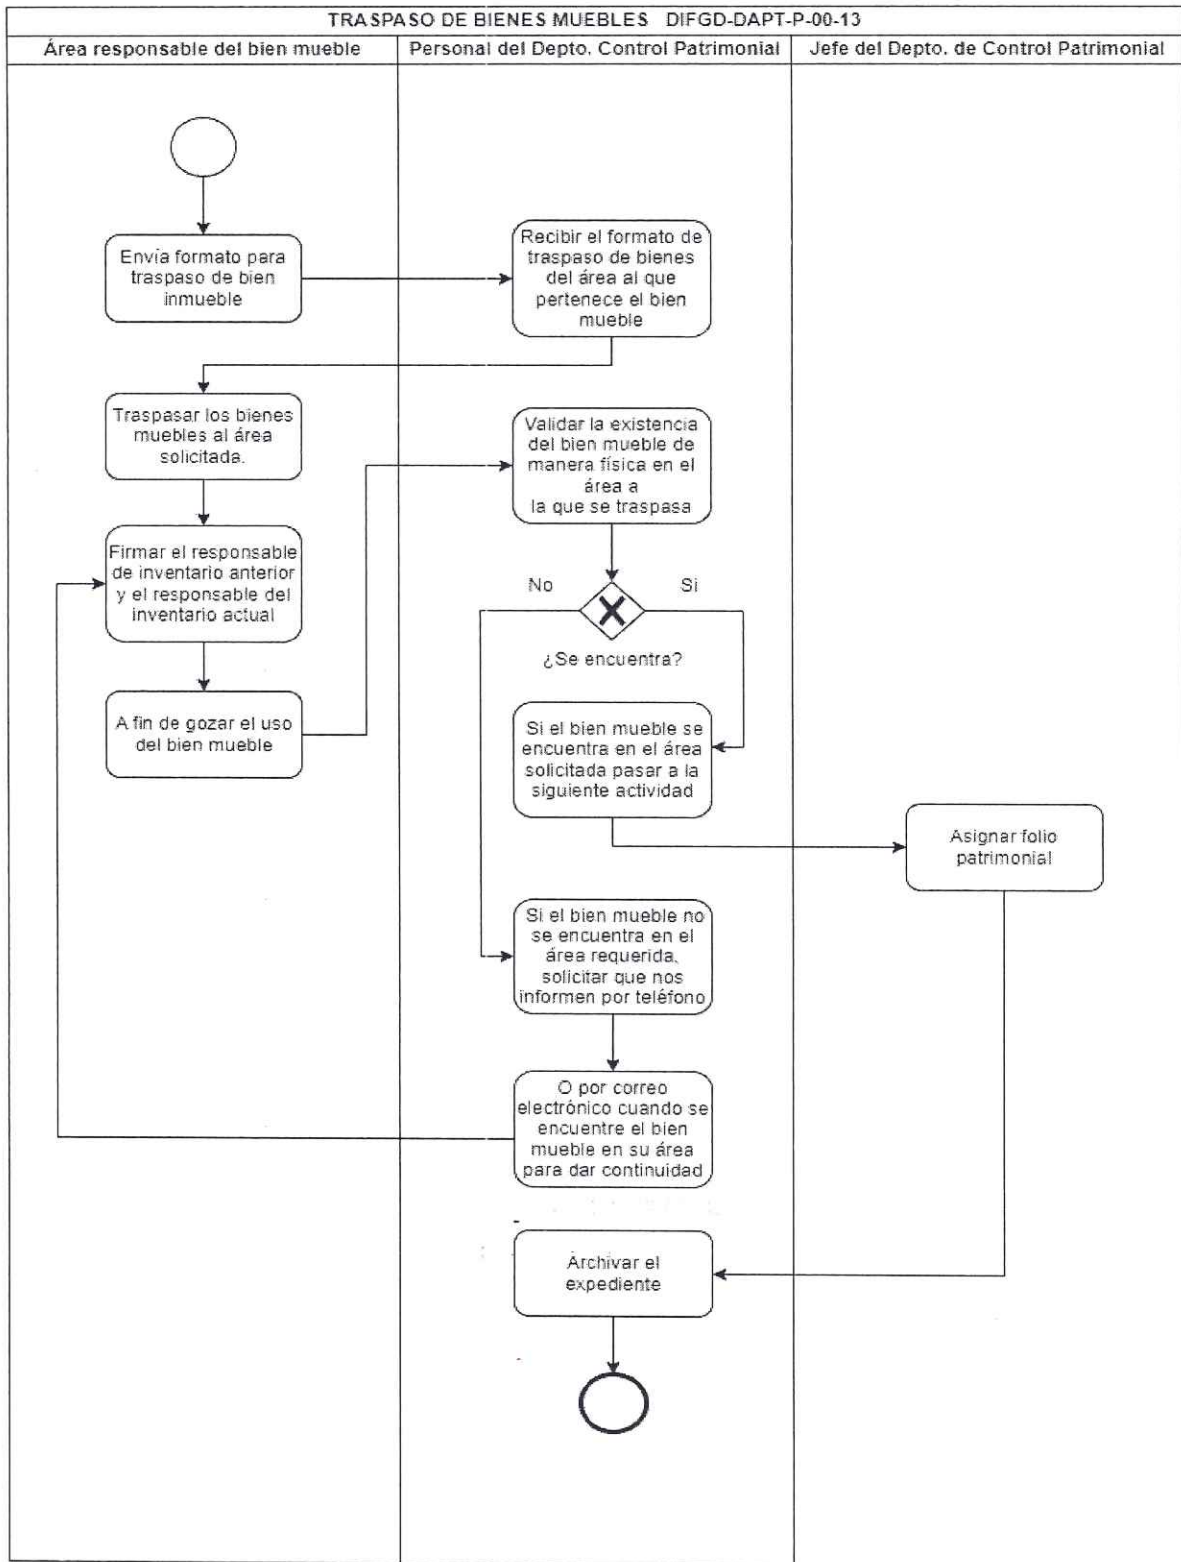 TRASPASO DE BIENES MUEBLES DIFGD-DAPT-P-00-13
Área responsable del bien mueble
Personal del Depto. Control Patrimonial
Jefe del Depto. de Control Patrimonial
Envía formato para
traspaso de bien
inmueble
Recibir el formato de
traspaso de bienes
del área al que
pertenece el bien
mueble
Traspasar los bienes
muebles al área
solicitada.
Validar la existencia
del bien mueble de
manera física en el
área a
la que se traspasa
Firmar el responsable
de inventario anterior
y el responsable del
inventario actual
No
Si
¿Se encuentra?
A fin de gozar el uso
del bien mueble
Si el bien mueble se
encuentra en el área
solicitada pasar a la
siguiente actividad
Asignar folio
patrimonial
Si el bien mueble no
se encuentra en el
área requerida,
solicitar que nos
informen por teléfono
O por correo
electrónico cuando se
encuentre el bien
mueble en su área
para dar continuidad
Archivar el
expediente